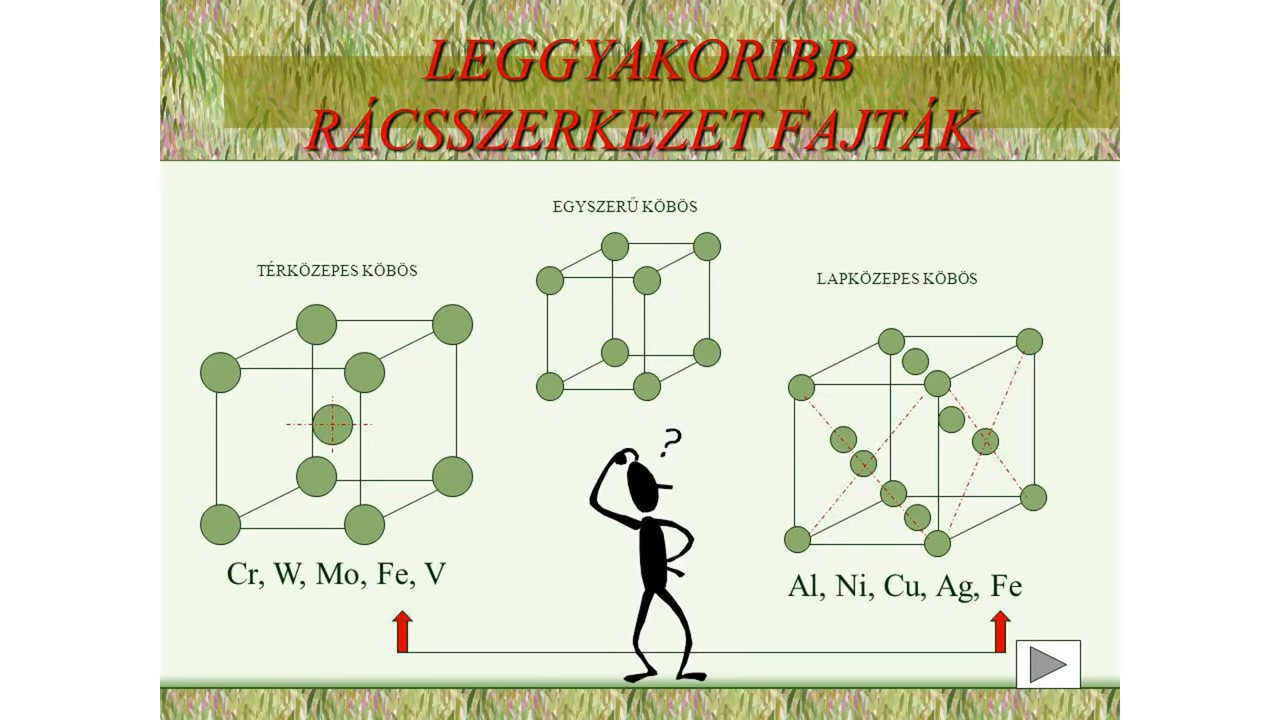 LEGGYAKORIBB
RÁCSSZERKEZET FAJTÁK
EGYSZERŰ KÖBÖS
TÉRKÖZEPES KÖBÖS
LAPKÖZEPES KÖBÖS
?
Cr, W, Mo, Fe, V
Al, Ni, Cu, Ag, Fe